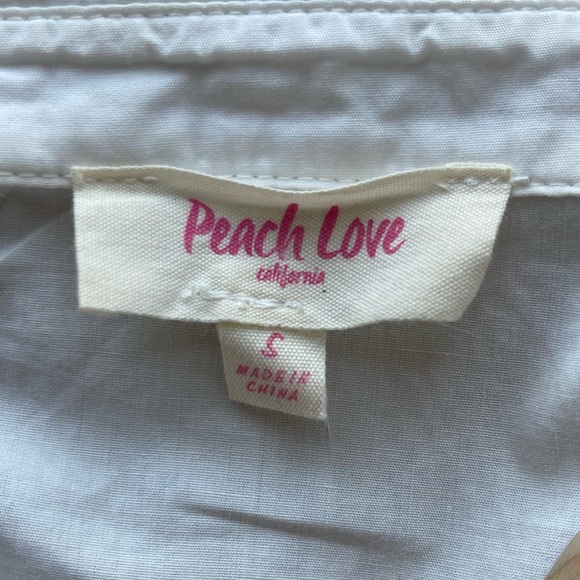 Peach Love
california
S
MADE IN
CHINA